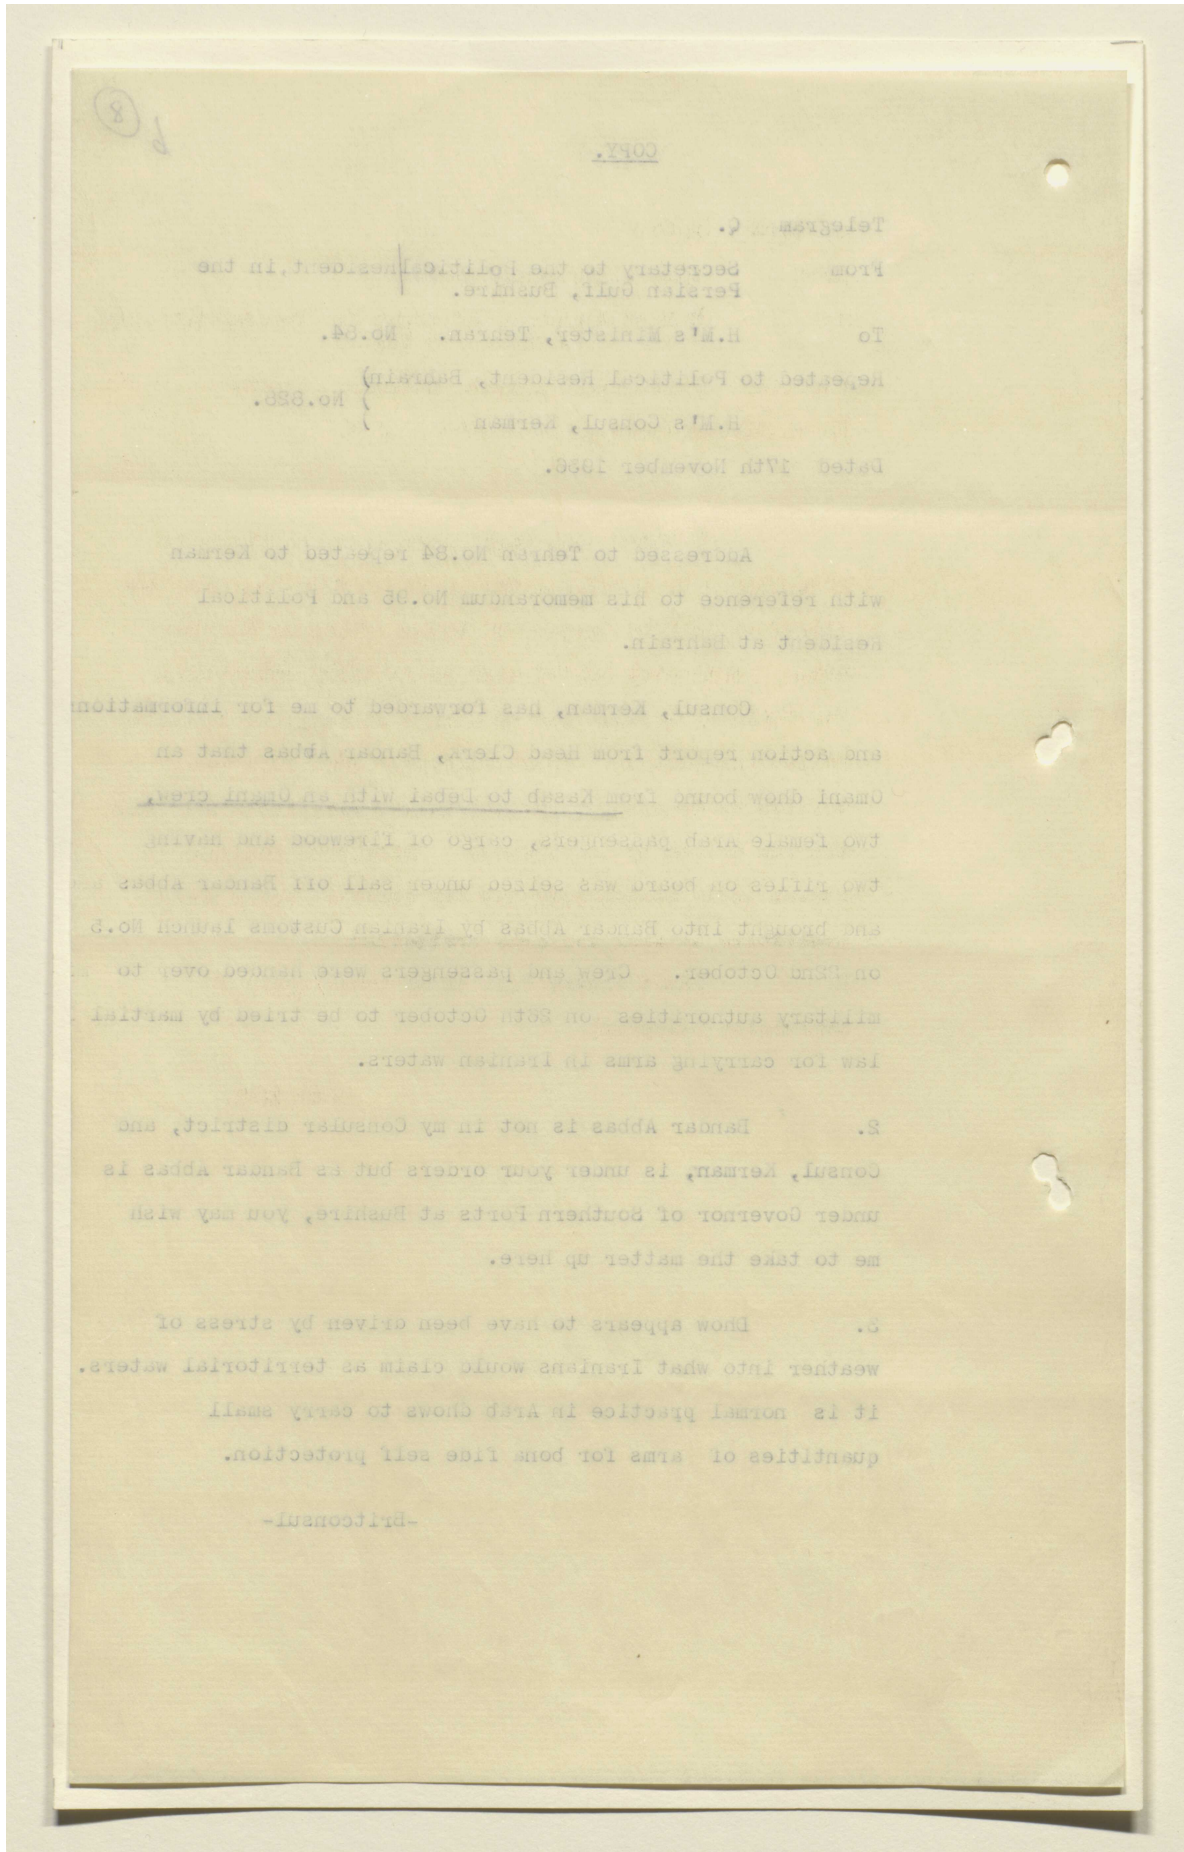 8
6
COPY.
Telegram Q.
From Secretary to the Political Resident, in the
Persian Gulf, Bushire.
To H.M's Minister, Tehran. No.84.
Repeated to Political Resident, Bahrain)
) No.826.
H.M's Consul, Kerman )
Dated 17th November 1936.
Addressed to Tehran No.84 repeated to Kerman
with reference to his memorandum No.95 and Political
Resident at Bahrain.
Consul, Kerman, has forwarded to me for information
and action report from Head Clerk, Bandar Abbas that an
Omani dhow bound from Kasab to Debai with an Omani crew,
two female Arab passengers, cargo of firewood and having
two rifles on board was seized under sail off Bandar Abbas
and brought into Bandar Abbas by Iranian Customs launch No.5
on 22nd October. Crew and passengers were handed over to
military authorities on 28th October to be tried by martial
law for carrying arms in Iranian waters.
2. Bandar Abbas is not in my Consular district, and
Consul, Kerman, is under your orders but as Bandar Abbas is
under Governor of Southern Ports at Bushire, you may wish
me to take the matter up here.
3. Dhow appears to have been driven by stress of
weather into what Iranians would claim as territorial waters.
it is normal practice in Arab dhows to carry small
quantities of arms for bona fide self protection.
-Britconsul-